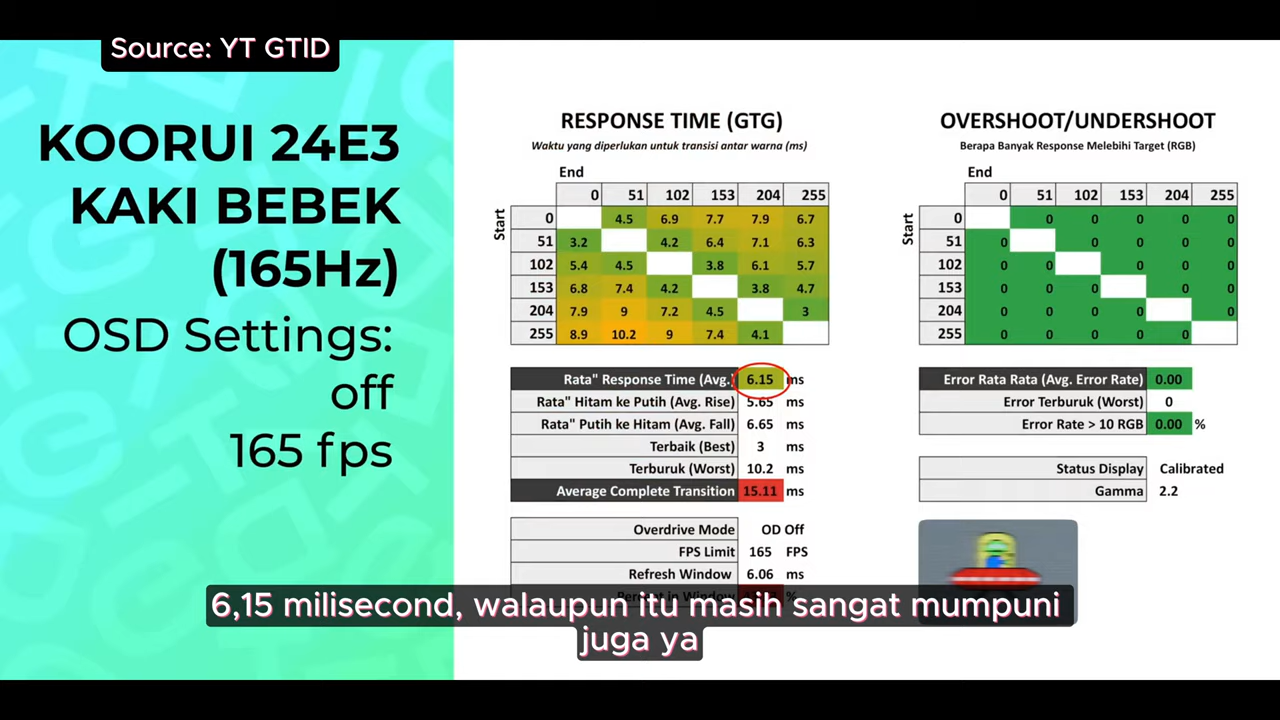 Source: YT GTID
KOORUI 24E3
KAKI BEBEK
(165Hz)
OSD Settings:
off
165 fps
RESPONSE TIME (GTG)
Waktu yang diperlukan untuk transisi antar warna (ms)
End
0 51 102 153 204 255
Start
0 4.5 6.9 7.7 7.9 6.7
51 3.2 4.2 6.4 7.1 6.3
102 5.4 4.5 3.8 6.1 5.7
153 6.8 7.4 4.2 3.8 4.7
204 7.9 9 7.2 4.5 3
255 8.9 10.2 9 7.4 4.1
Rata" Response Time (Avg.) 6.15 ms
Rata" Hitam ke Putih (Avg. Rise) 5.65 ms
Rata" Putih ke Hitam (Avg. Fall) 6.65 ms
Terbaik (Best) 3 ms
Terburuk (Worst) 10.2 ms
Average Complete Transition 15.11 ms
Overdrive Mode OD Off
FPS Limit 165 FPS
Refresh Window 6.06 ms
%
OVERSHOOT/UNDERSHOOT
Berapa Banyak Response Melebihi Target (RGB)
End
0 51 102 153 204 255
Start
0 0 0 0 0 0
51 0 0 0 0 0
102 0 0 0 0 0
153 0 0 0 0 0
204 0 0 0 0 0
255 0 0 0 0 0
Error Rata Rata (Avg. Error Rate) 0.00
Error Terburuk (Worst) 0
Error Rate > 10 RGB 0.00 %
Status Display Calibrated
Gamma 2.2
6,15 milisecond, walaupun itu masih sangat mumpuni
juga ya